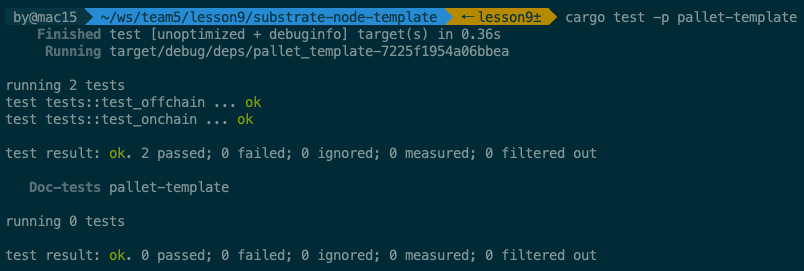 by@mac15 ~/ws/team5/lesson9/substrate-node-template ⟵ lesson9± cargo test -p pallet-template
Finished test [unoptimized + debuginfo] target(s) in 0.36s
Running target/debug/deps/pallet_template-7225f1954a06bbea
running 2 tests
test tests::test_offchain ... ok
test tests::test_onchain ... ok
test result: ok. 2 passed; 0 failed; 0 ignored; 0 measured; 0 filtered out
Doc-tests pallet-template
running 0 tests
test result: ok. 0 passed; 0 failed; 0 ignored; 0 measured; 0 filtered out